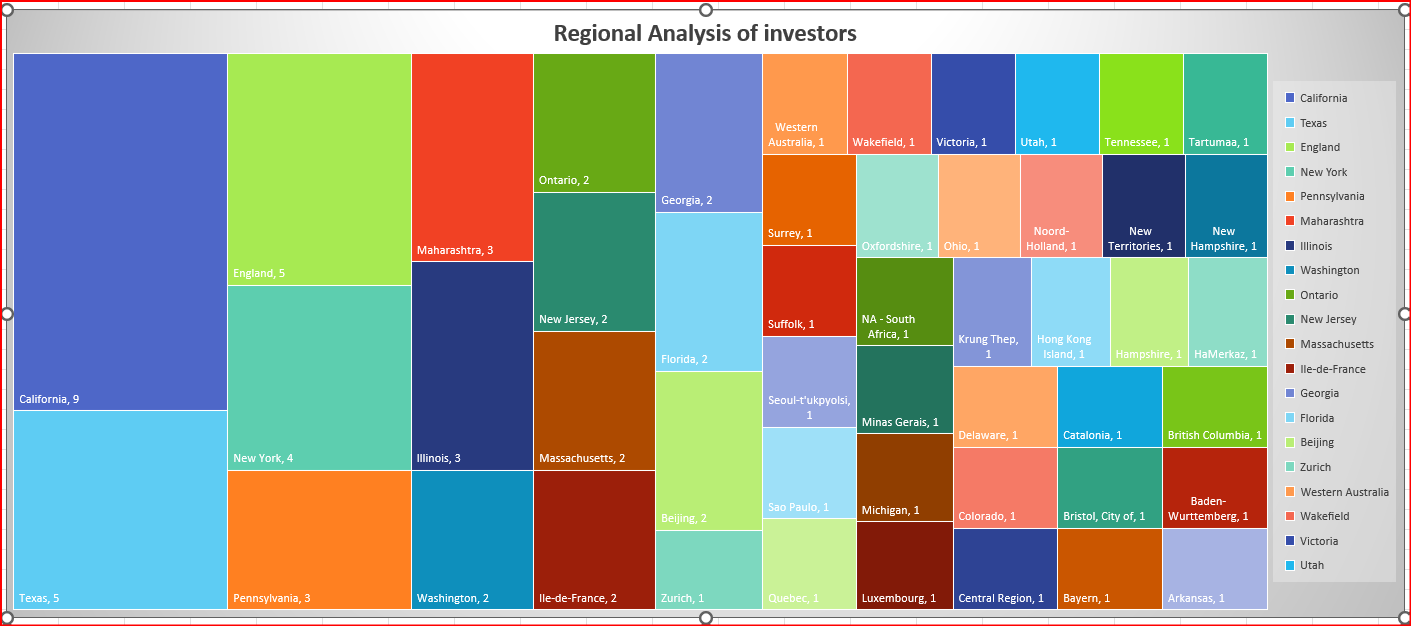 Regional Analysis of investors
California, 9
Texas, 5
England, 5
New York, 4
Pennsylvania, 3
Maharashtra, 3
Illinois, 3
Washington, 2
Ontario, 2
New Jersey, 2
Massachusetts, 2
Ile-de-France, 2
Georgia, 2
Florida, 2
Beijing, 2
Zurich, 1
Western
Australia, 1
Wakefield, 1
Victoria, 1
Utah, 1
Tennessee, 1
Tartumaa, 1
Surrey, 1
Suffolk, 1
Seoul-t'ukpyolsi,
1
Sao Paulo, 1
Quebec, 1
Oxfordshire, 1
Ohio, 1
Noord-
Holland, 1
New
Territories, 1
New
Hampshire, 1
NA - South
Africa, 1
Minas Gerais, 1
Michigan, 1
Luxembourg, 1
Krung Thep,
1
Hong Kong
Island, 1
Hampshire, 1
HaMerkaz, 1
Delaware, 1
Catalonia, 1
British Columbia, 1
Colorado, 1
Bristol, City of, 1
Baden-
Wurttemberg, 1
Central Region, 1
Bayern, 1
Arkansas, 1
California
Texas
England
New York
Pennsylvania
Maharashtra
Illinois
Washington
Ontario
New Jersey
Massachusetts
Ile-de-France
Georgia
Florida
Beijing
Zurich
Western Australia
Wakefield
Victoria
Utah